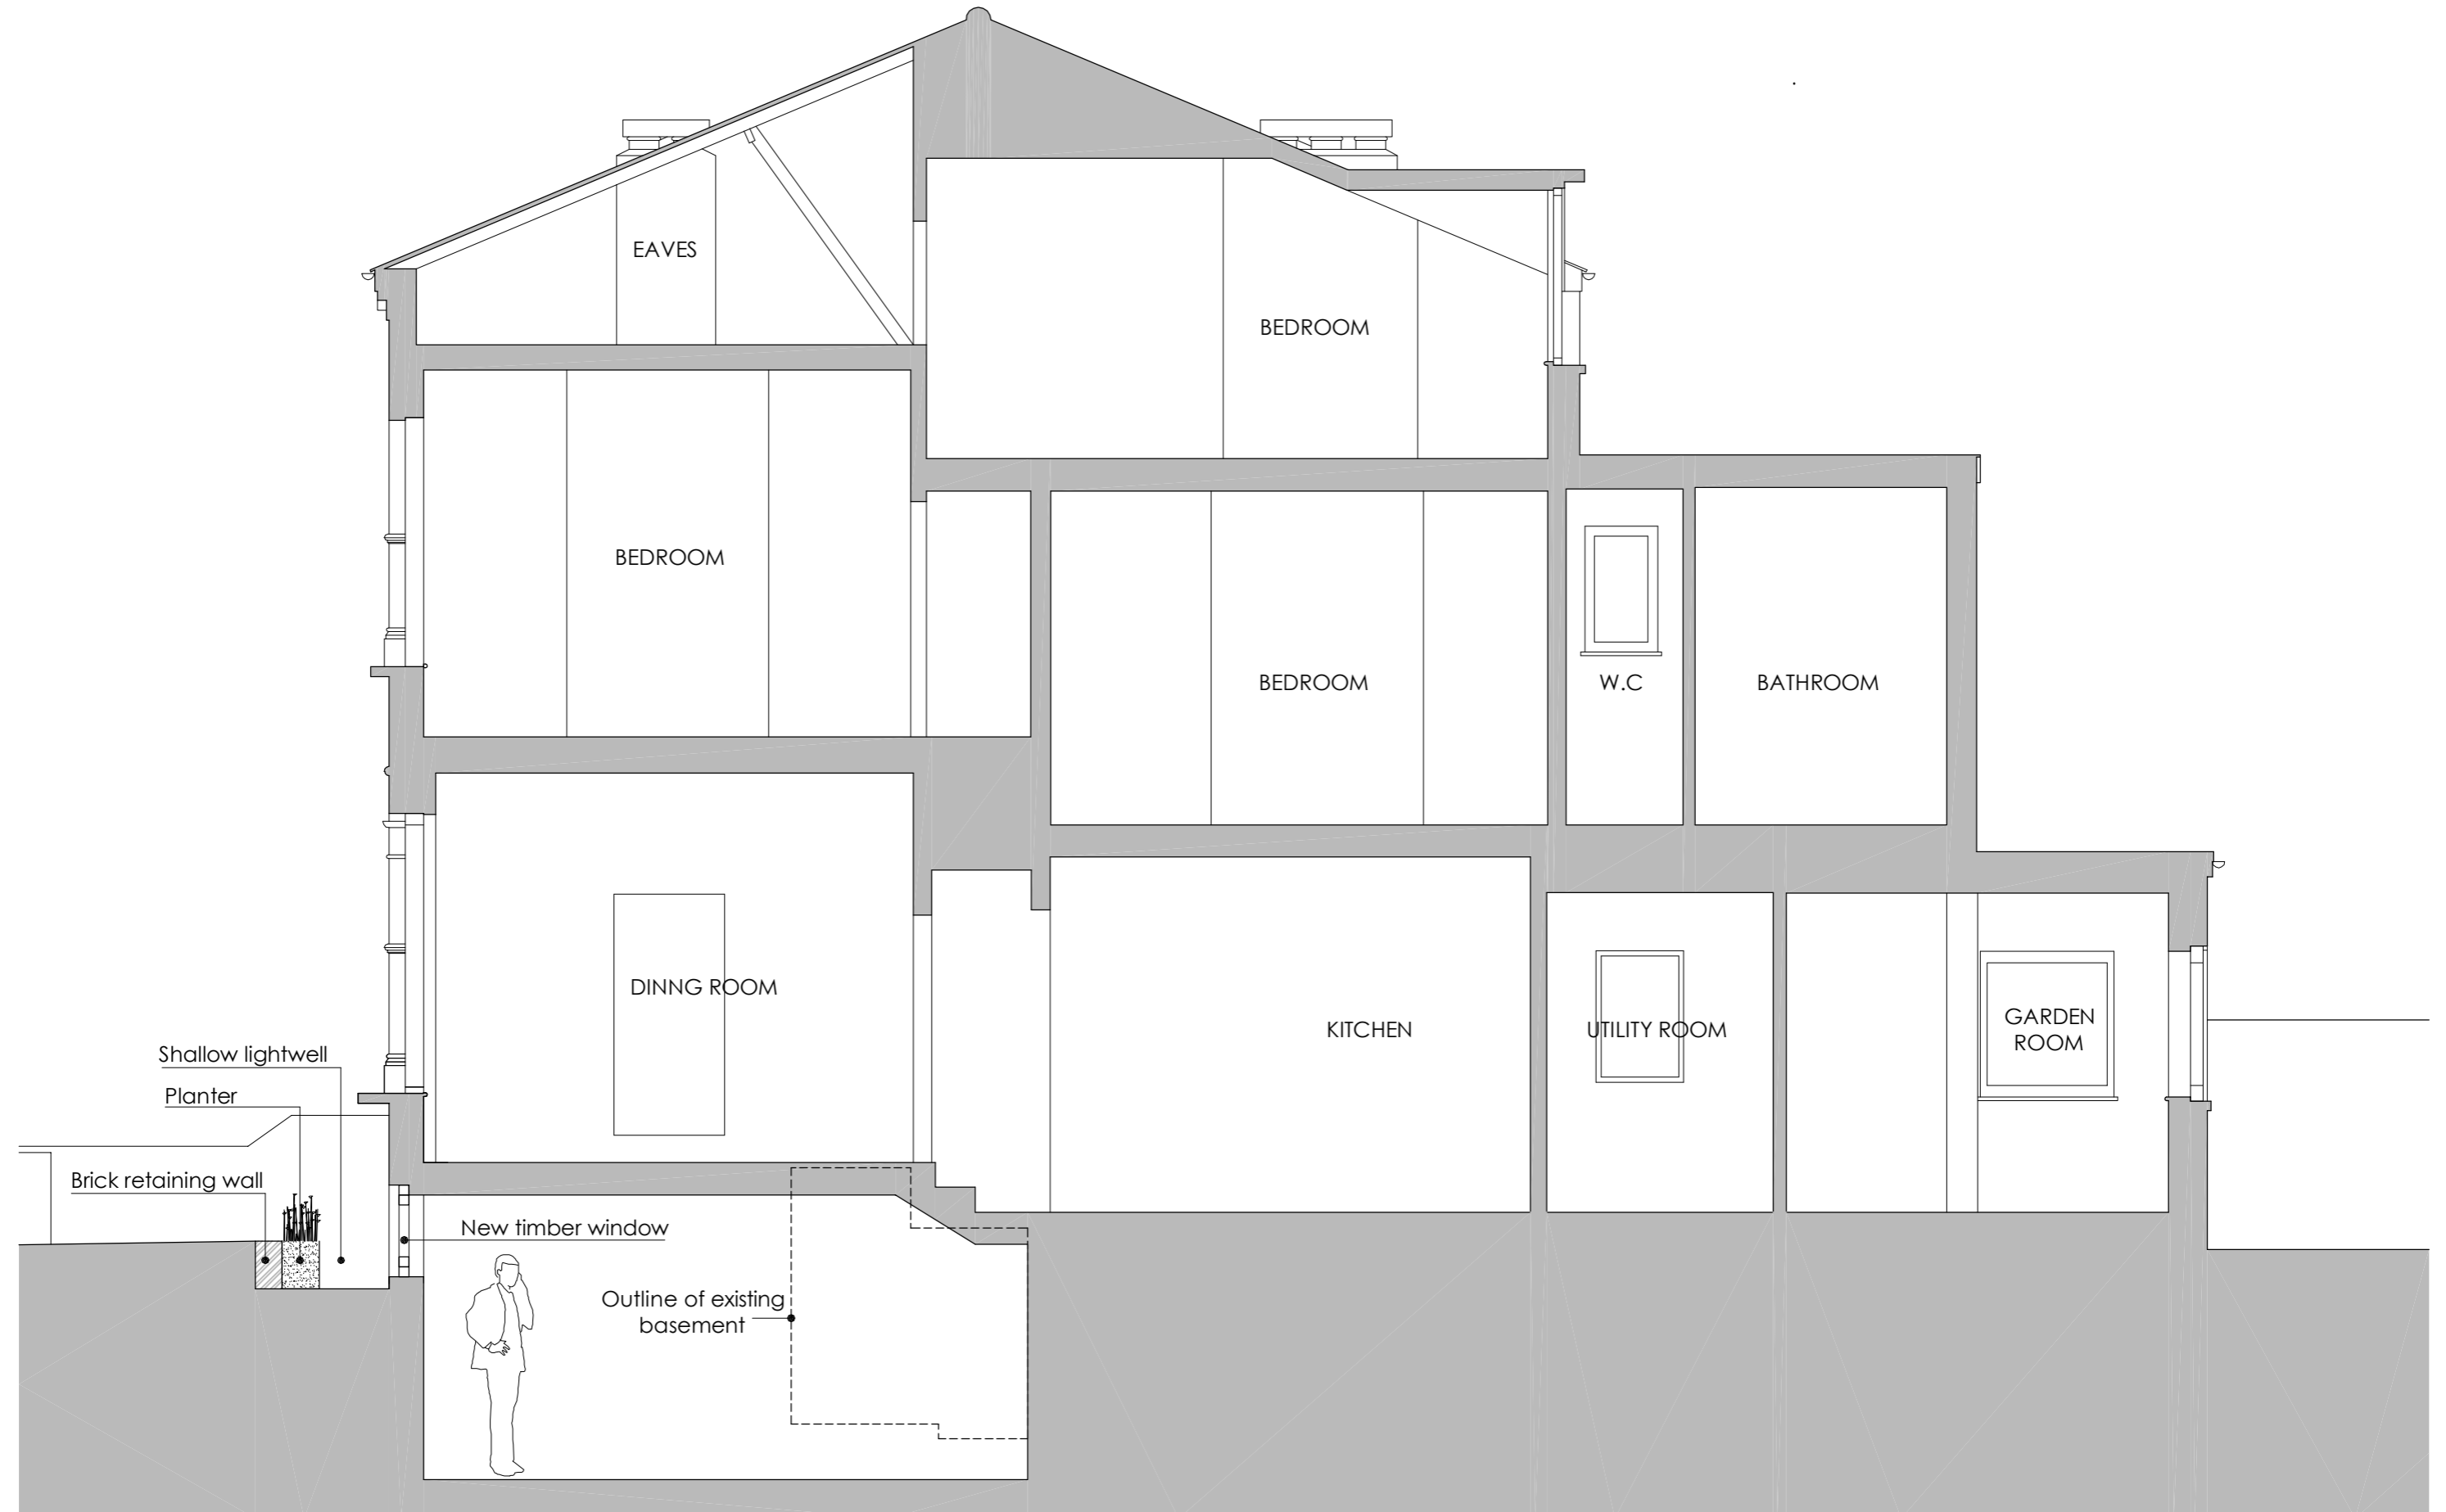 EAVES
BEDROOM
BEDROOM
BEDROOM
W.C
BATHROOM
DINNG ROOM
KITCHEN
UTILITY ROOM
GARDEN
ROOM
Shallow lightwell
Planter
Brick retaining wall
New timber window
Outline of existing
basement